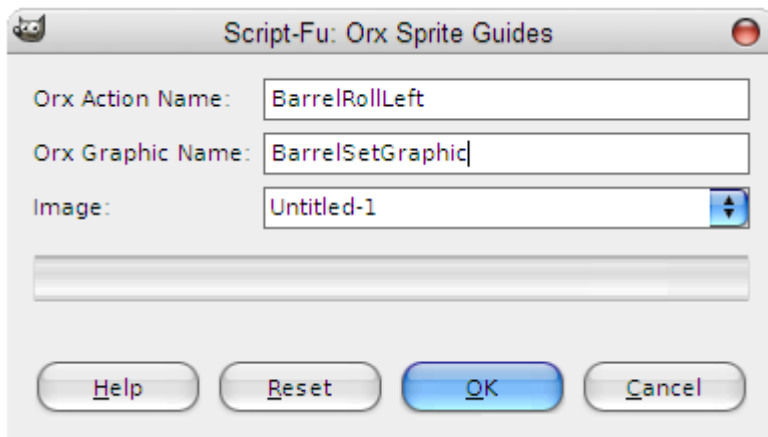 Script-Fu: Orx Sprite Guides
Orx Action Name: BarrelRollLeft
Orx Graphic Name: BarrelSetGraphic
Image: Untitled-1
Help Reset OK Cancel